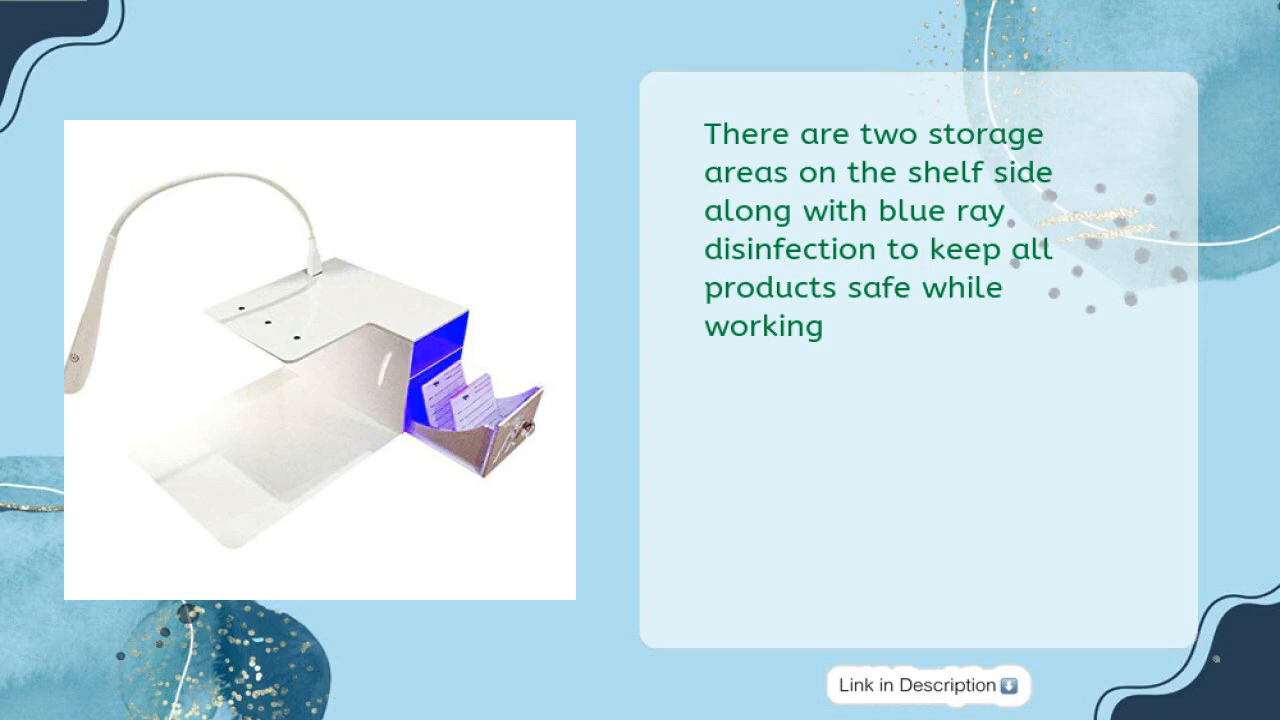 There are two storage
areas on the shelf side
along with blue ray
disinfection to keep all
products safe while
working
Link in Description